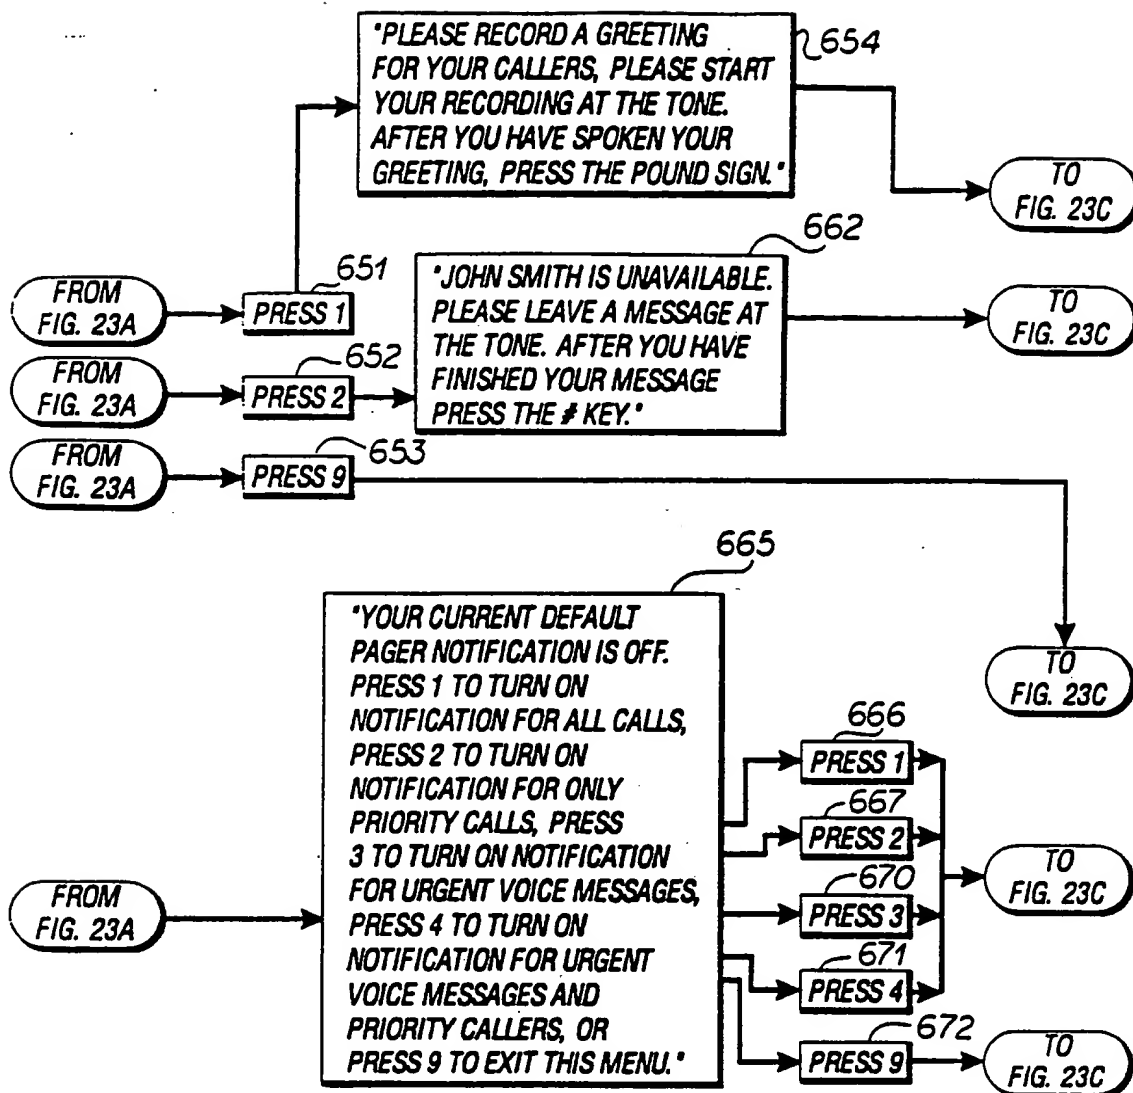 "PLEASE RECORD A GREETING
FOR YOUR CALLERS, PLEASE START
YOUR RECORDING AT THE TONE.
AFTER YOU HAVE SPOKEN YOUR
GREETING, PRESS THE POUND SIGN."
654
TO
FIG. 23C
FROM
FIG. 23A
651
PRESS 1
662
"JOHN SMITH IS UNAVAILABLE.
PLEASE LEAVE A MESSAGE AT
THE TONE. AFTER YOU HAVE
FINISHED YOUR MESSAGE
PRESS THE # KEY."
TO
FIG. 23C
FROM
FIG. 23A
652
PRESS 2
FROM
FIG. 23A
653
PRESS 9
TO
FIG. 23C
FROM
FIG. 23A
665
"YOUR CURRENT DEFAULT
PAGER NOTIFICATION IS OFF.
PRESS 1 TO TURN ON
NOTIFICATION FOR ALL CALLS,
PRESS 2 TO TURN ON
NOTIFICATION FOR ONLY
PRIORITY CALLS, PRESS
3 TO TURN ON NOTIFICATION
FOR URGENT VOICE MESSAGES,
PRESS 4 TO TURN ON
NOTIFICATION FOR URGENT
VOICE MESSAGES AND
PRIORITY CALLERS, OR
PRESS 9 TO EXIT THIS MENU."
666
PRESS 1
667
PRESS 2
670
PRESS 3
671
PRESS 4
TO
FIG. 23C
672
PRESS 9
TO
FIG. 23C